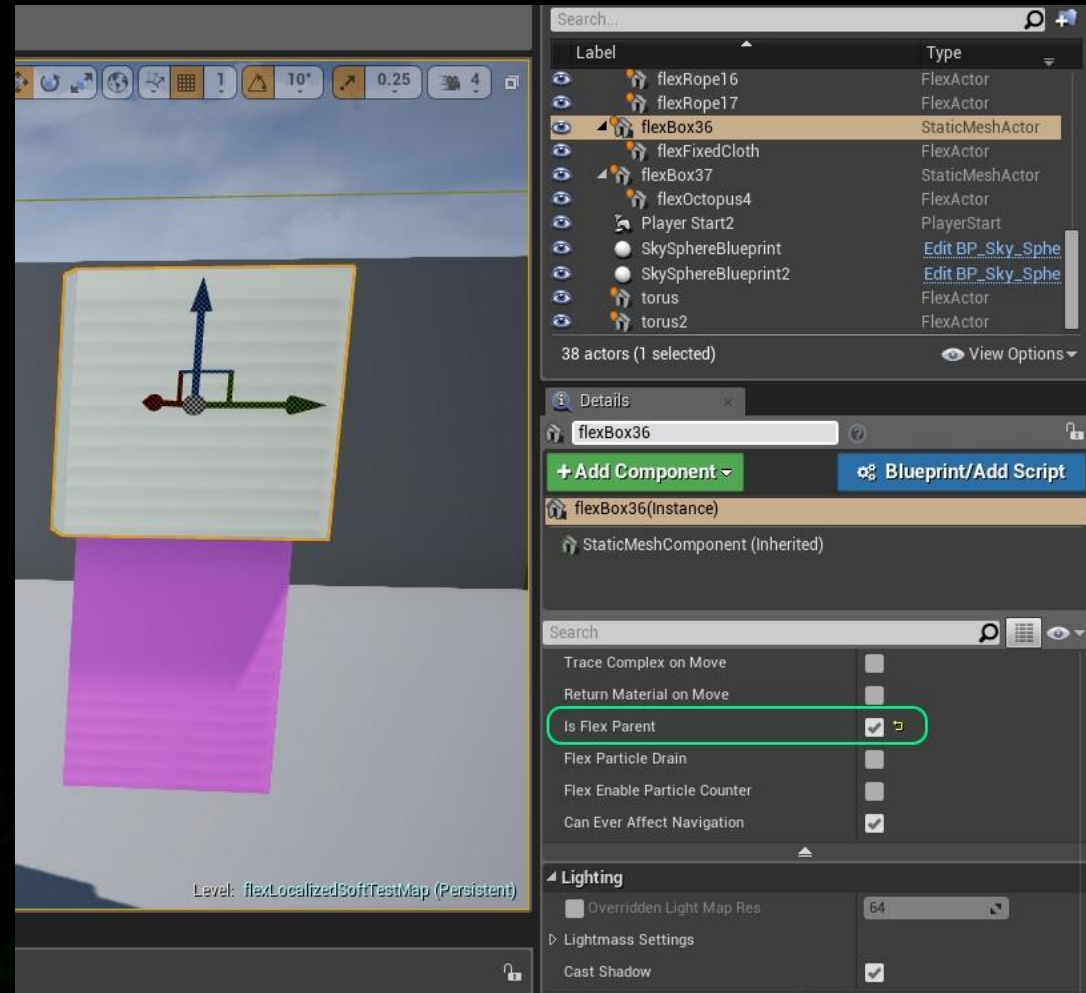 Search...
Label Type
flexRope16 FlexActor
flexRope17 FlexActor
flexBox36 StaticMeshActor
flexFixedCloth FlexActor
flexBox37 StaticMeshActor
flexOctopus4 FlexActor
Player Start2 PlayerStart
SkySphereBlueprint Edit BP_Sky_Sphe
SkySphereBlueprint2 Edit BP_Sky_Sphe
torus FlexActor
torus2 FlexActor
38 actors (1 selected) View Options
1 10° 0.25 4
Level: flexLocalizedSoftTestMap (Persistent)
Details
flexBox36
+ Add Component Blueprint/Add Script
flexBox36(Instance)
StaticMeshComponent (Inherited)
Search
Trace Complex on Move
Return Material on Move
Is Flex Parent
Flex Particle Drain
Flex Enable Particle Counter
Can Ever Affect Navigation
Lighting
Overridden Light Map Res 64
Lightmass Settings
Cast Shadow